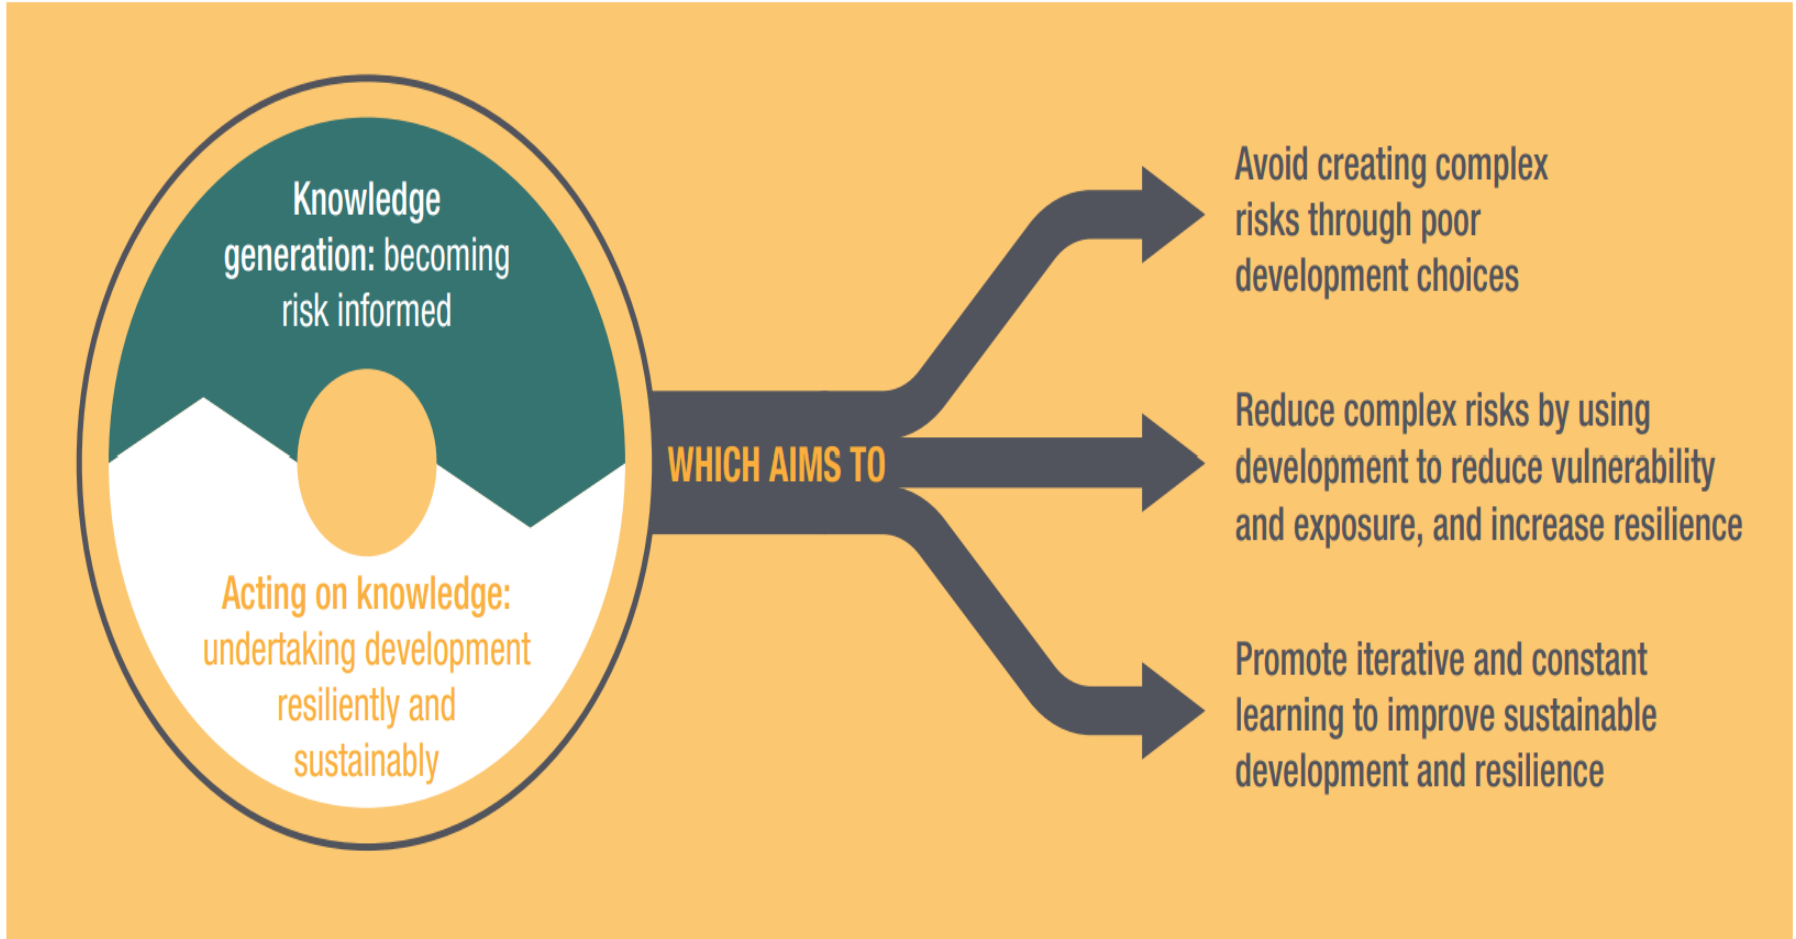 Knowledge
generation: becoming
risk informed
Acting on knowledge:
undertaking development
resiliently and
sustainably
WHICH AIMS TO
Avoid creating complex
risks through poor
development choices
Reduce complex risks by using
development to reduce vulnerability
and exposure, and increase resilience
Promote iterative and constant
learning to improve sustainable
development and resilience